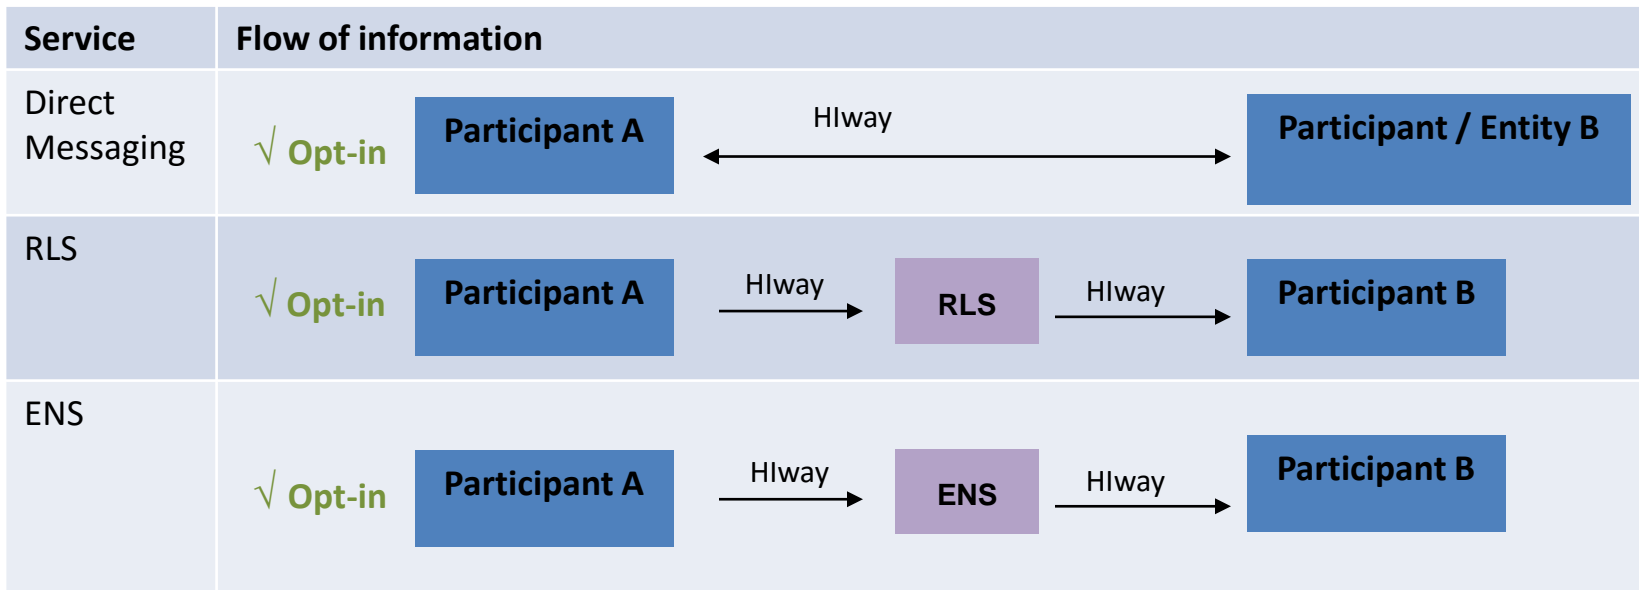 Service
Flow of information
Direct
Messaging
√ Opt-in
Participant A
HIway
Participant / Entity B
RLS
√ Opt-in
Participant A
HIway
RLS
HIway
Participant B
ENS
√ Opt-in
Participant A
HIway
ENS
HIway
Participant B